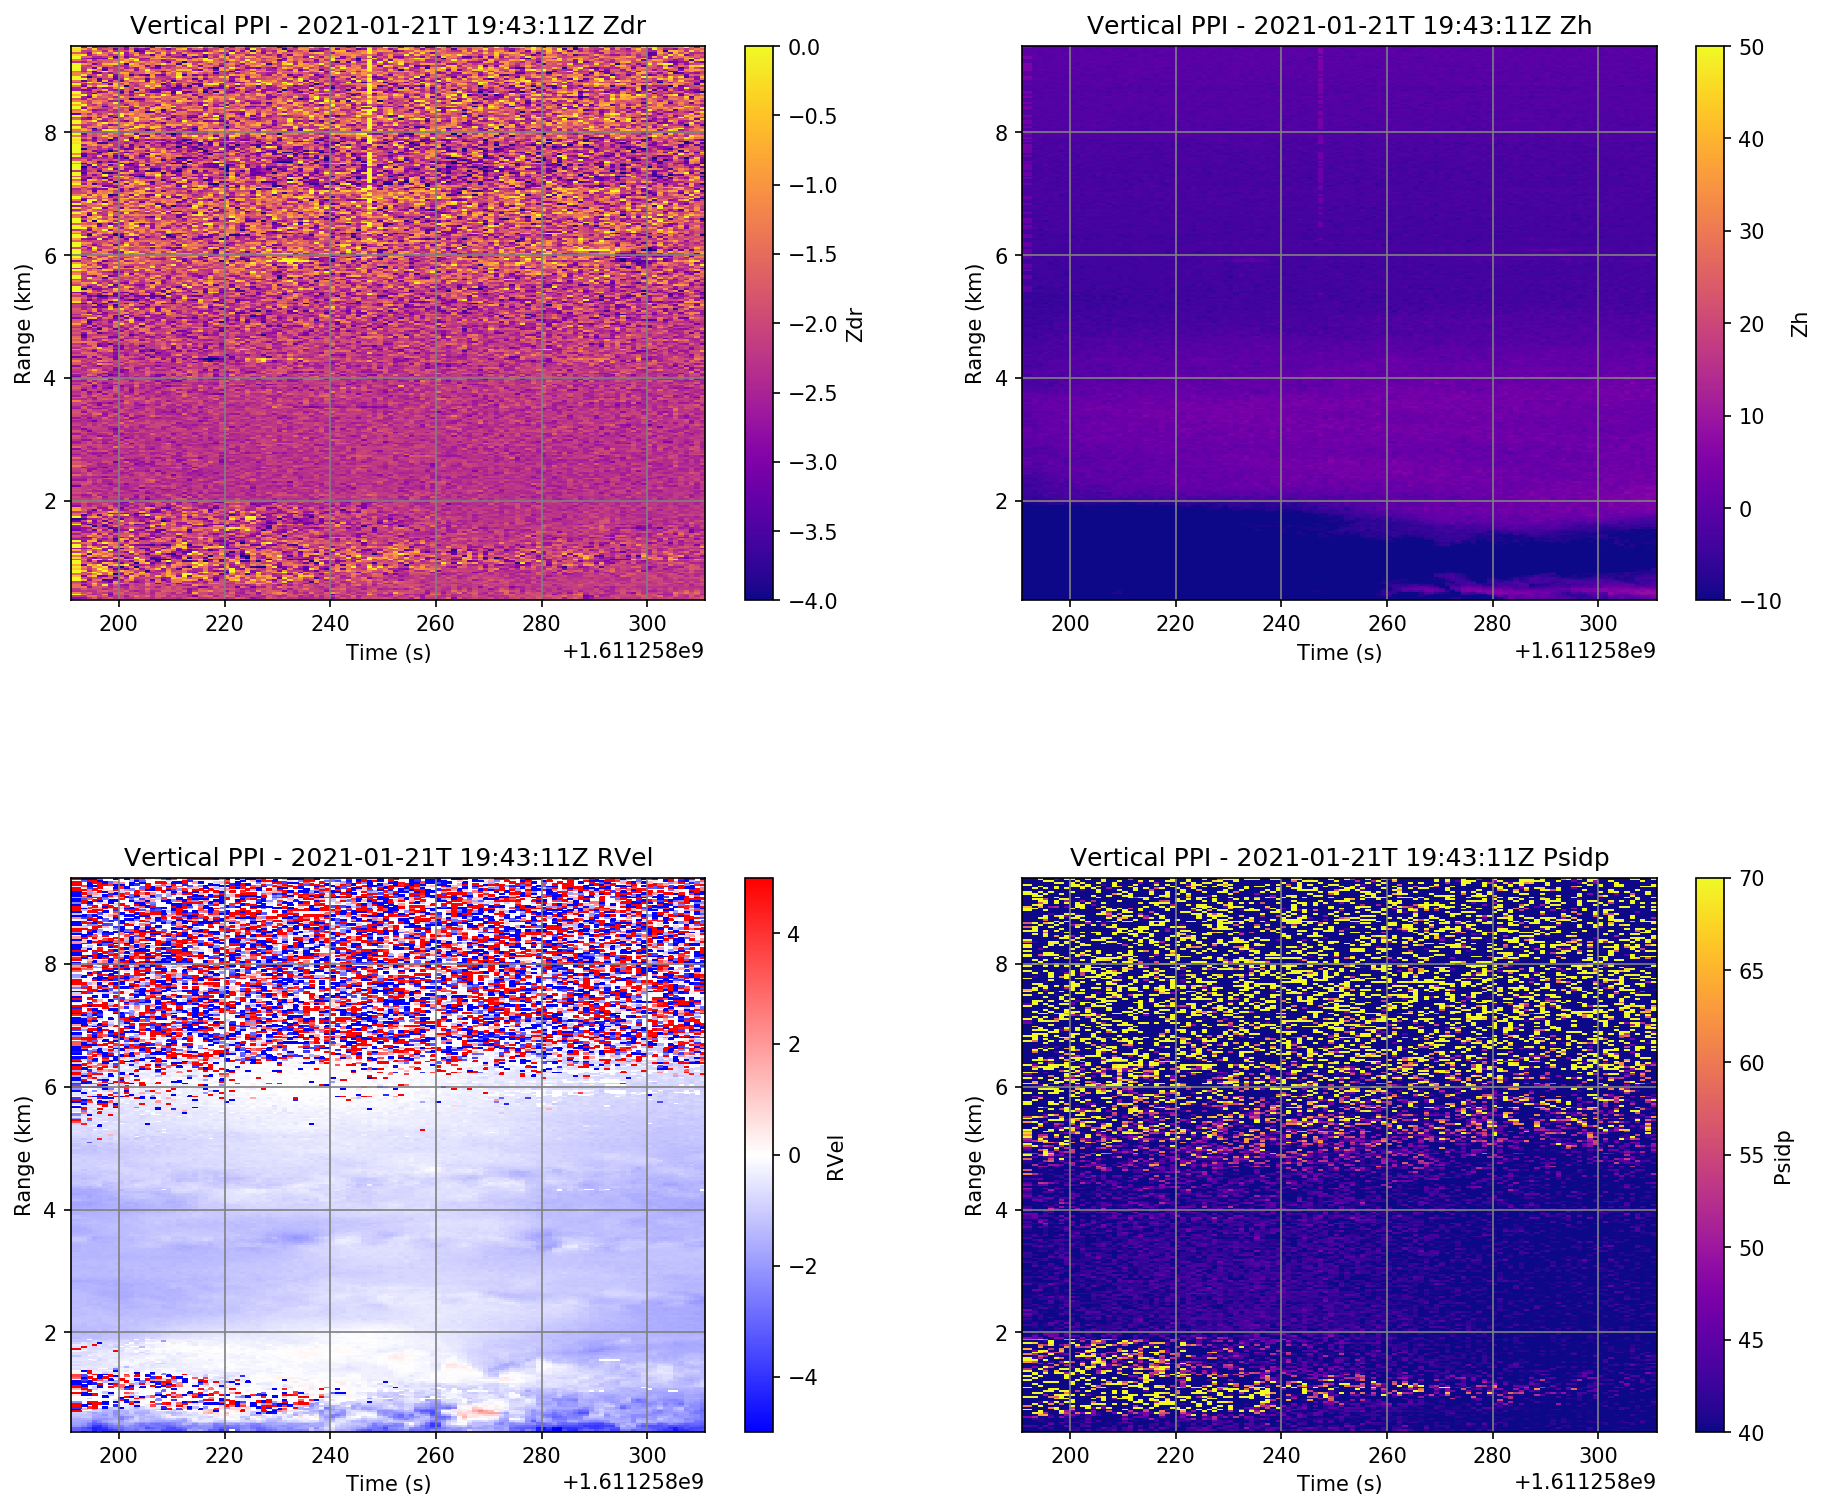 Vertical PPI - 2021-01-21T 19:43:11Z Zdr
Range (km)
8
6
4
2
200 220 240 260 280 300
Time (s)
+1.611258e9
0.0
−0.5
−1.0
−1.5
−2.0
−2.5
−3.0
−3.5
−4.0
Zdr
Vertical PPI - 2021-01-21T 19:43:11Z Zh
Range (km)
8
6
4
2
200 220 240 260 280 300
Time (s)
+1.611258e9
50
40
30
20
10
0
−10
Zh
Vertical PPI - 2021-01-21T 19:43:11Z RVel
Range (km)
8
6
4
2
200 220 240 260 280 300
Time (s)
+1.611258e9
4
2
0
−2
−4
RVel
Vertical PPI - 2021-01-21T 19:43:11Z Psidp
Range (km)
8
6
4
2
200 220 240 260 280 300
Time (s)
+1.611258e9
70
65
60
55
50
45
40
Psidp